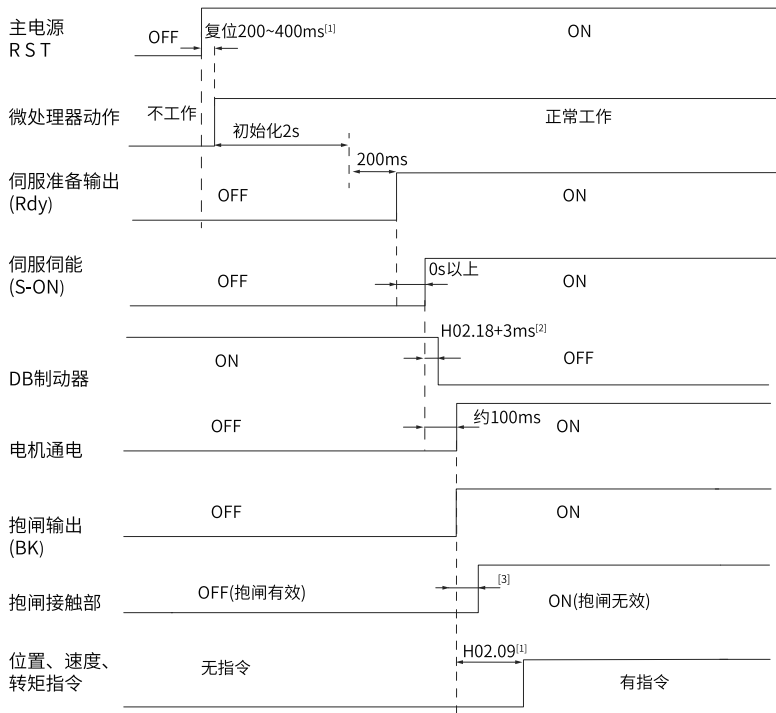 主电源
R S T
OFF
复位200~400ms[1]
ON
微处理器动作
不工作
初始化2s
正常工作
200ms
伺服准备输出
(Rdy)
OFF
ON
伺服伺能
(S-ON)
OFF
0s以上
ON
H02.18+3ms[2]
DB制动器
ON
OFF
电机通电
OFF
约100ms
ON
抱闸输出
(BK)
OFF
ON
抱闸接触部
OFF(抱闸有效)
[3]
ON(抱闸无效)
位置、速度、
转矩指令
无指令
H02.09[1]
有指令